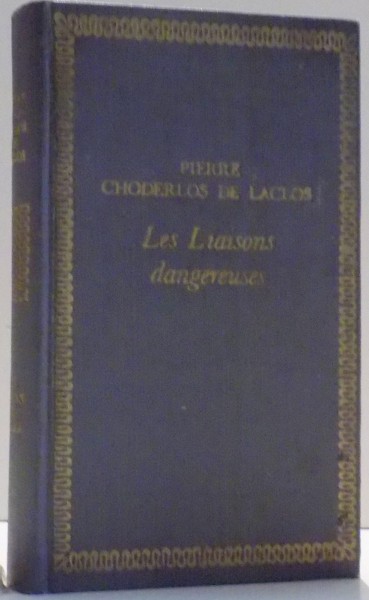 PIERRE
CHODERLOS DE LACLOS
Les Liaisons
dangereuses